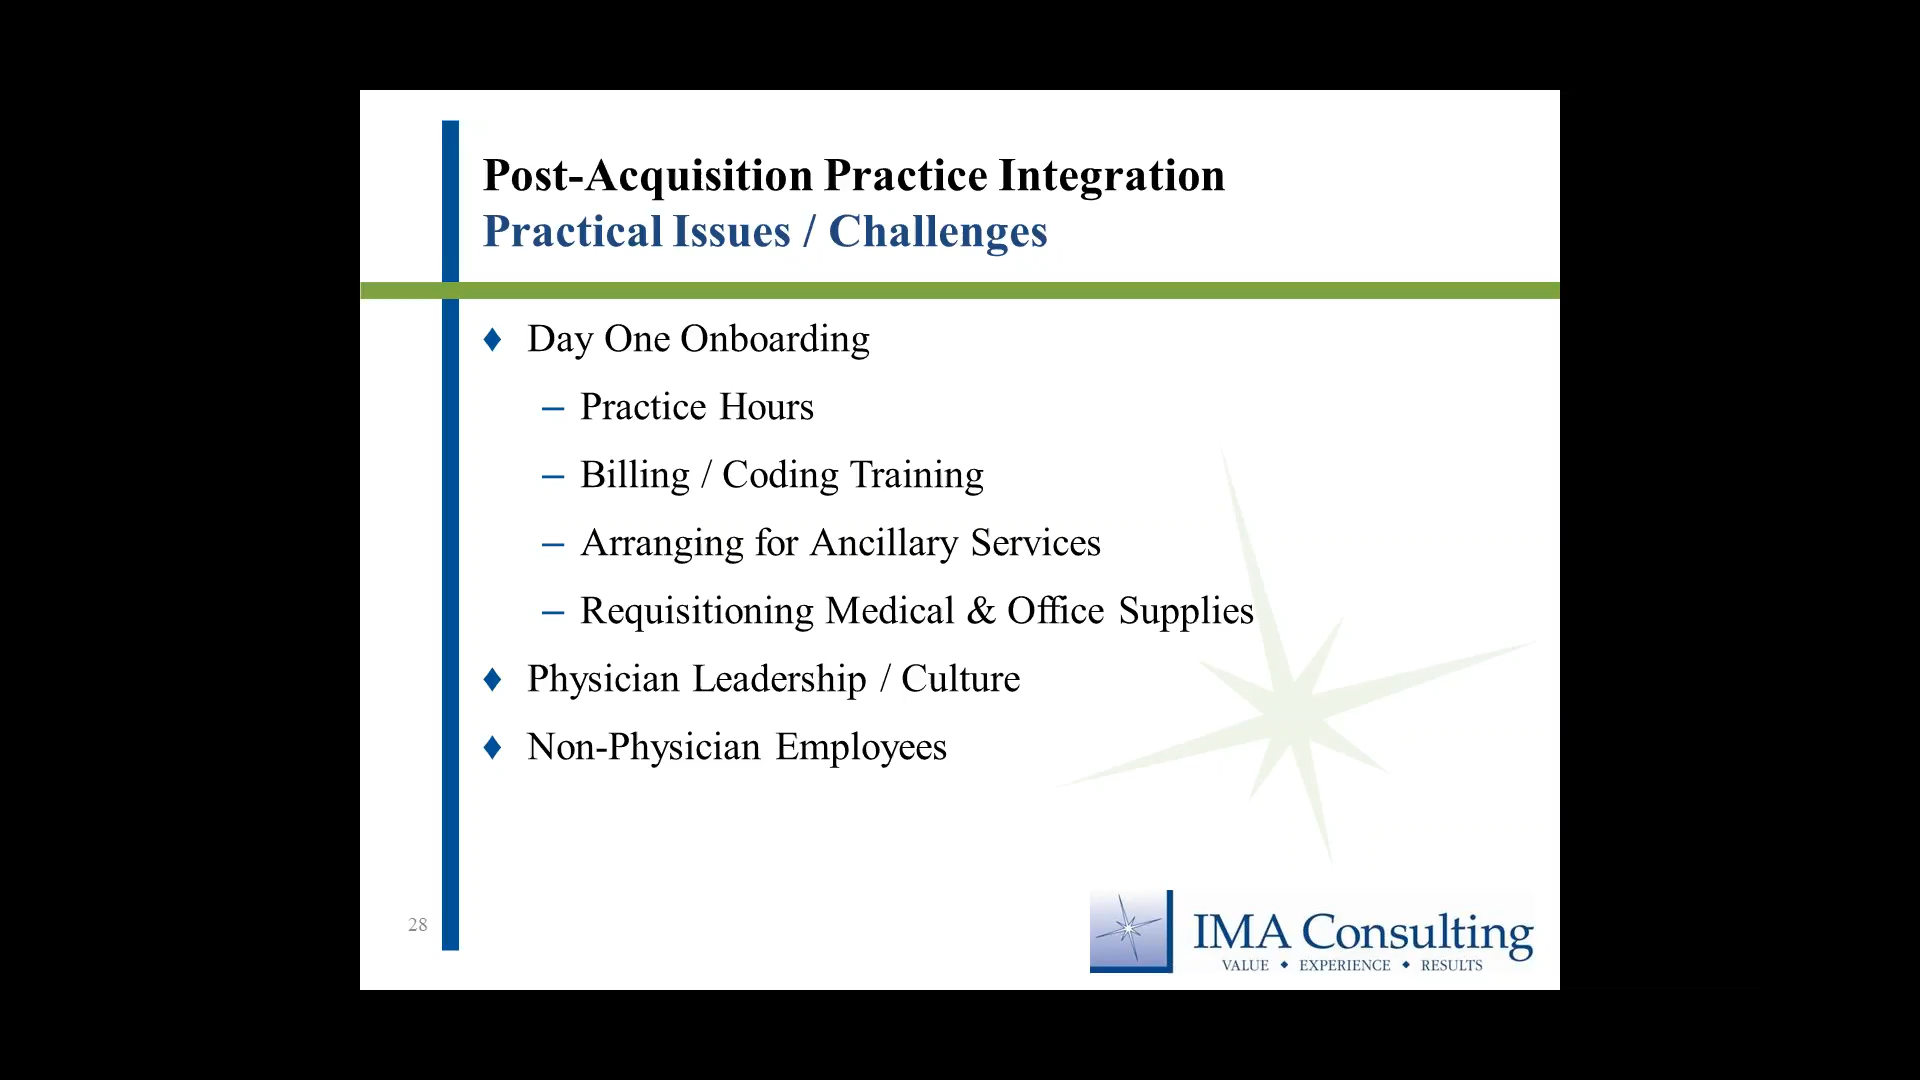 Post-Acquisition Practice Integration
Practical Issues / Challenges
♦ Day One Onboarding
– Practice Hours
– Billing / Coding Training
– Arranging for Ancillary Services
– Requisitioning Medical & Office Supplies
♦ Physician Leadership / Culture
♦ Non-Physician Employees
28
IMA Consulting
VALUE ♦ EXPERIENCE ♦ RESULTS